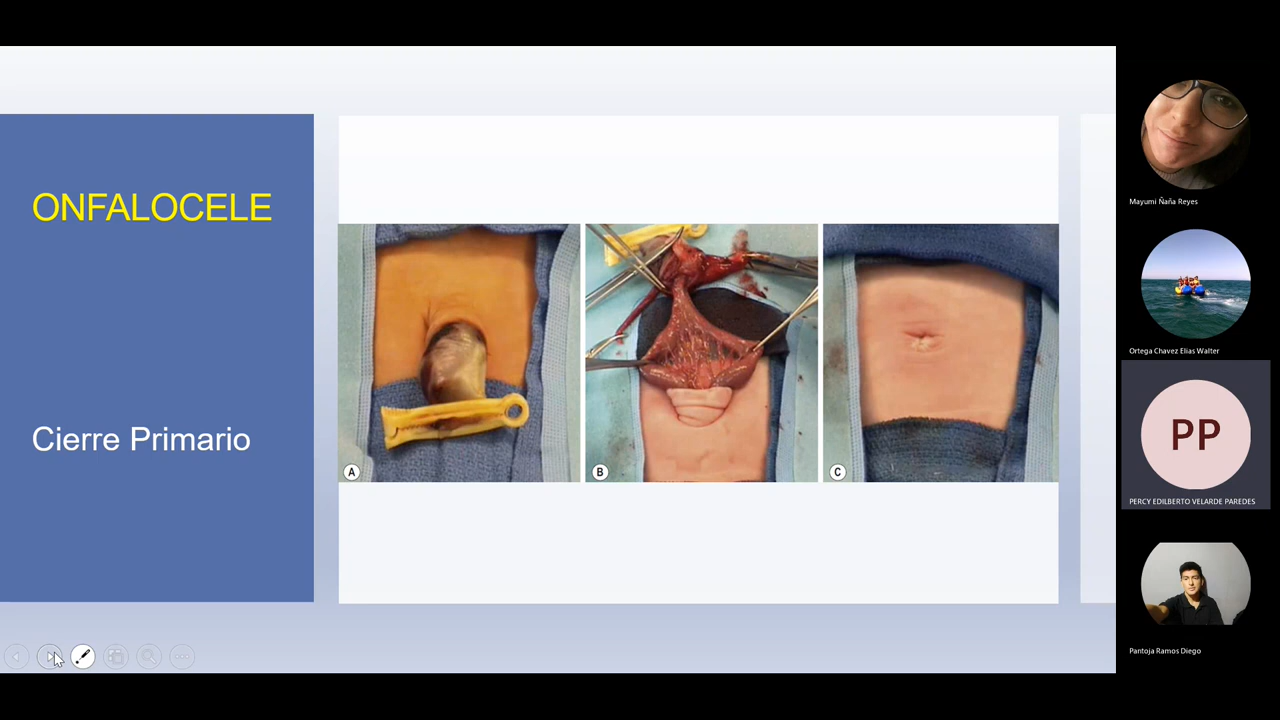 ONFALOCELE
Cierre Primario
A
B
C
Mayumi Ñaña Reyes
Ortega Chavez Elias Walter
PP
PERCY EDILBERTO VELARDE PAREDES
Pantoja Ramos Diego